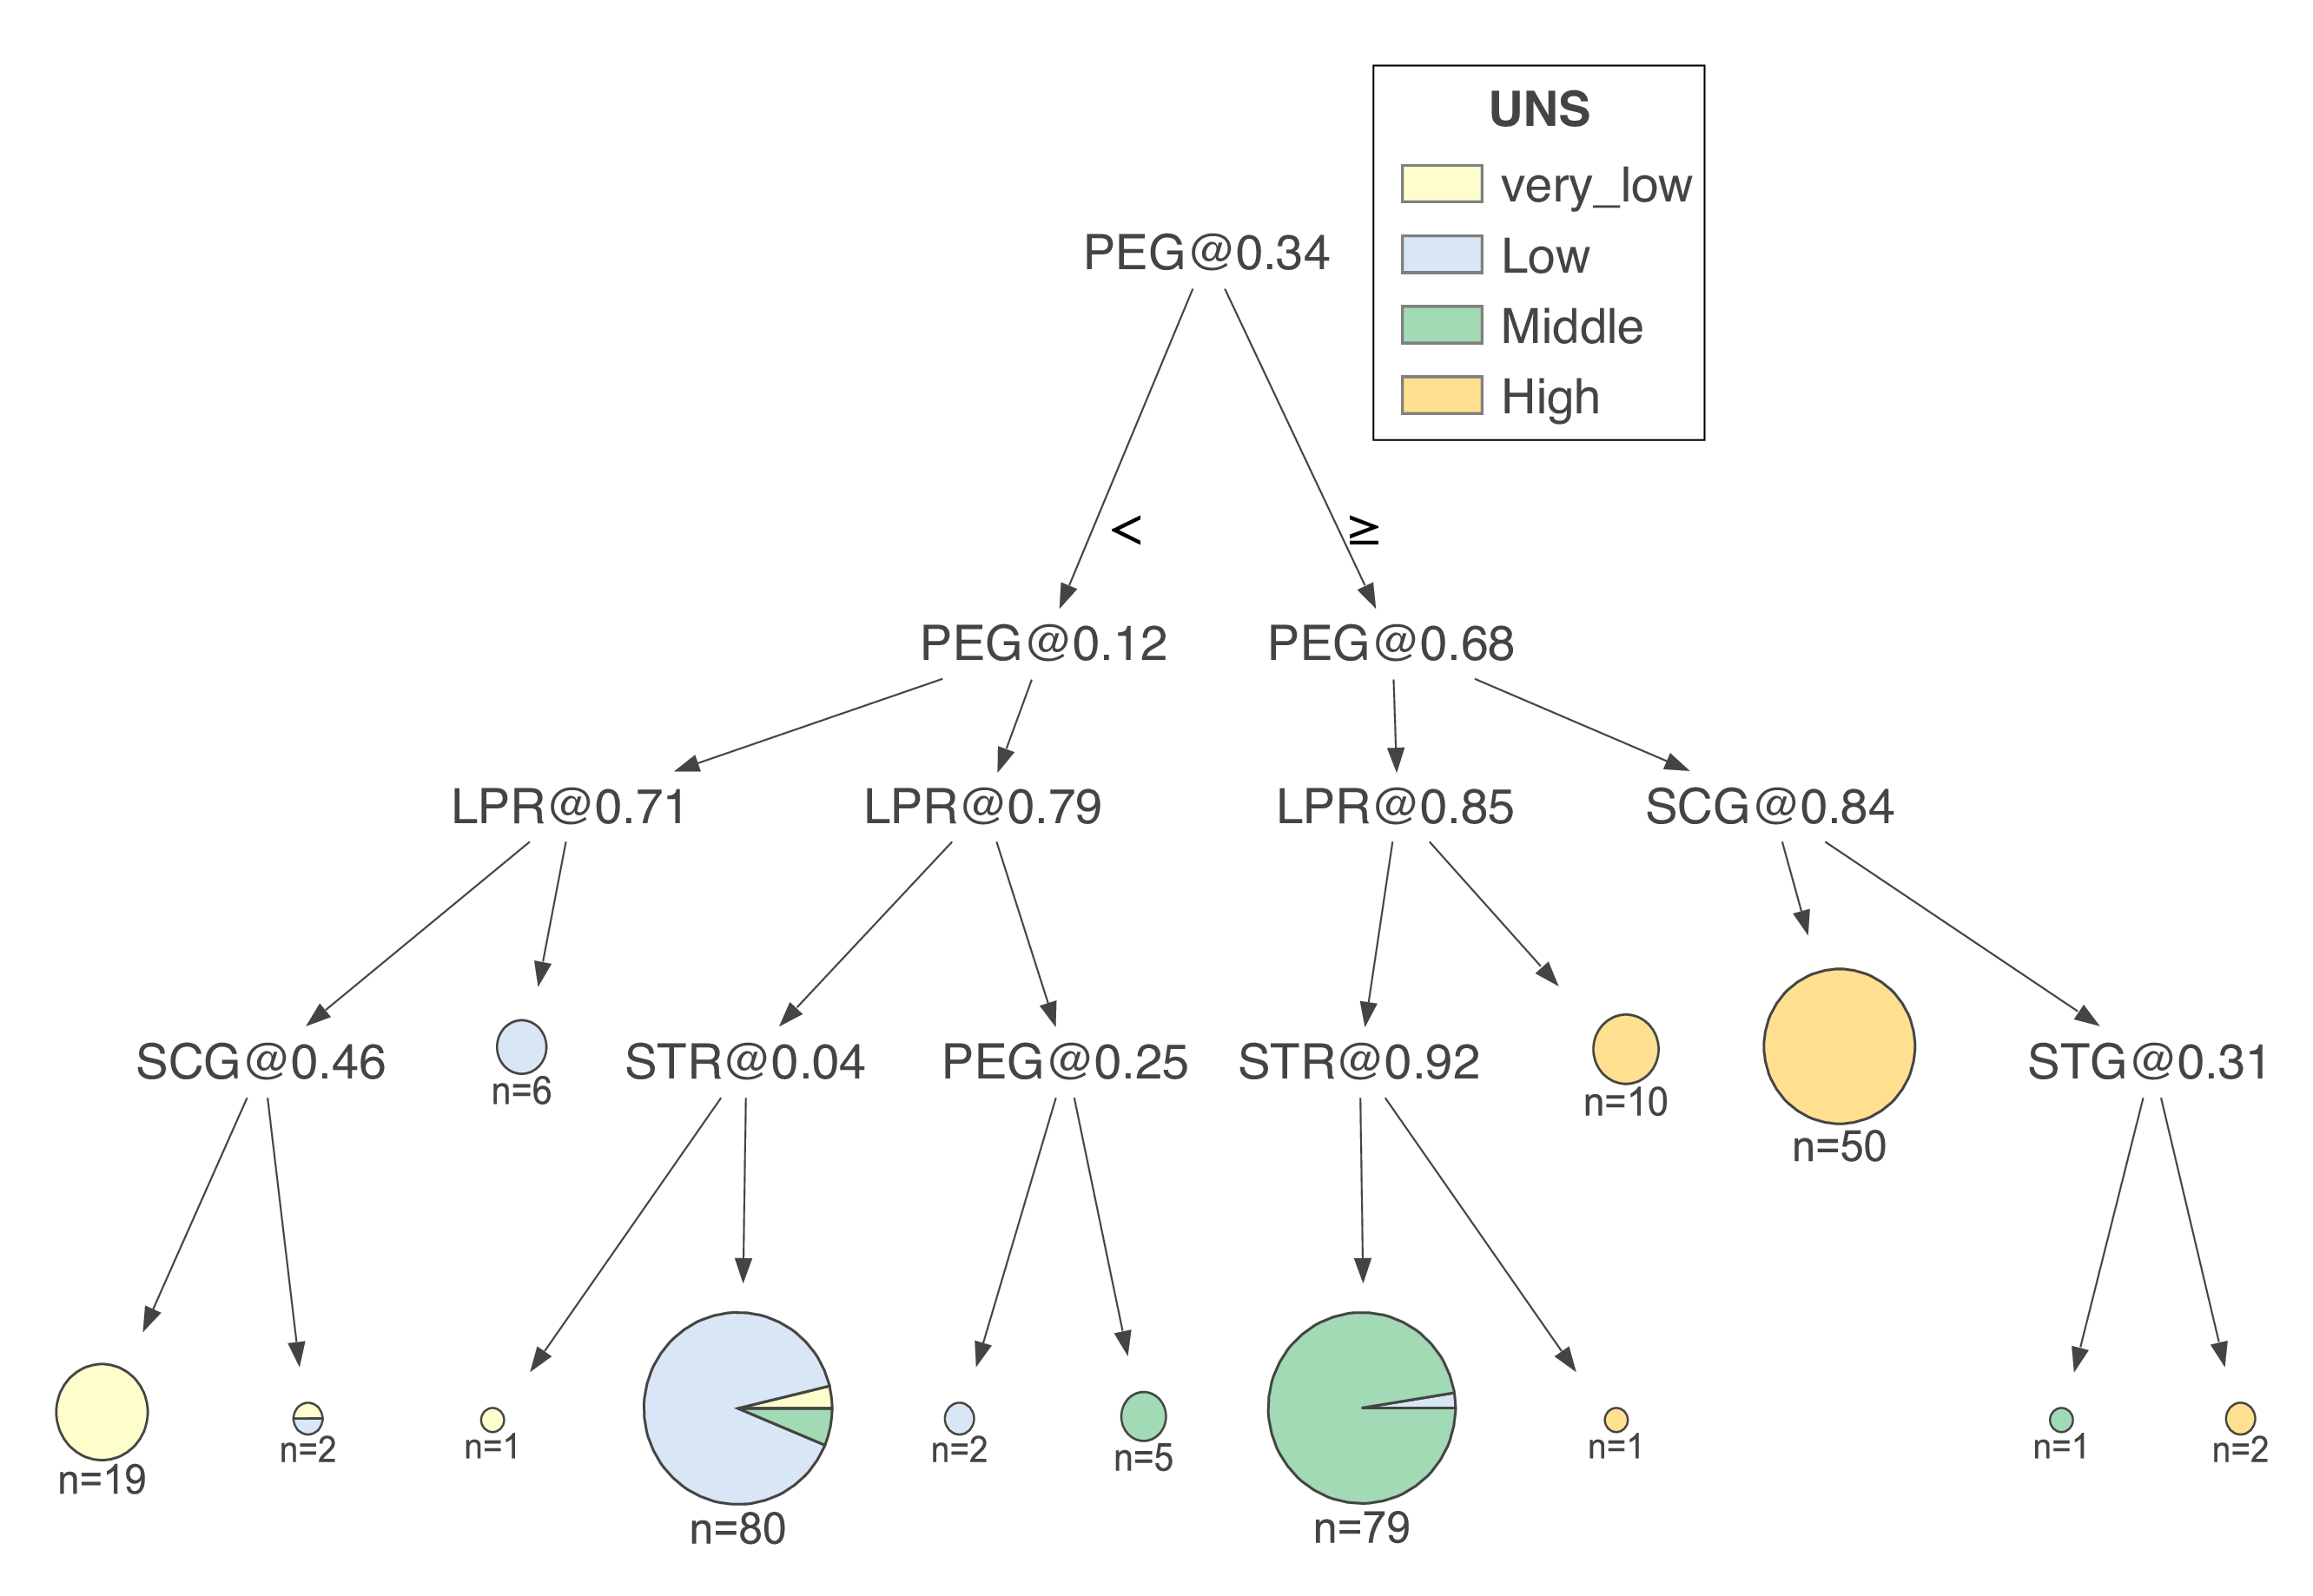 UNS
very_low
Low
Middle
High
PEG@0.34
<
≥
PEG@0.12
PEG@0.68
LPR@0.71
LPR@0.79
LPR@0.85
SCG@0.84
SCG@0.46
n=6
STR@0.04
PEG@0.25
STR@0.92
n=10
n=50
STG@0.31
n=19
n=2
n=1
n=80
n=2
n=5
n=79
n=1
n=1
n=2